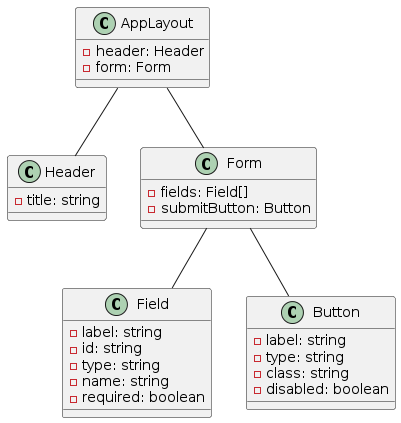 C AppLayout
header: Header
form: Form
C Header
title: string
C Form
fields: Field[]
submitButton: Button
C Field
label: string
id: string
type: string
name: string
required: boolean
C Button
label: string
type: string
class: string
disabled: boolean